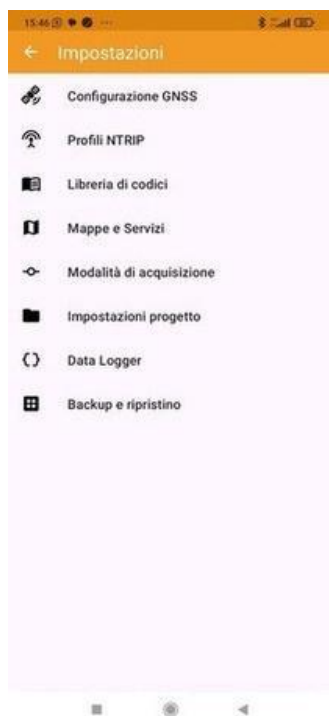 15:46
Impostazioni
Configurazione GNSS
Profili NTRIP
Libreria di codici
Mappe e Servizi
Modalità di acquisizione
Impostazioni progetto
Data Logger
Backup e ripristino